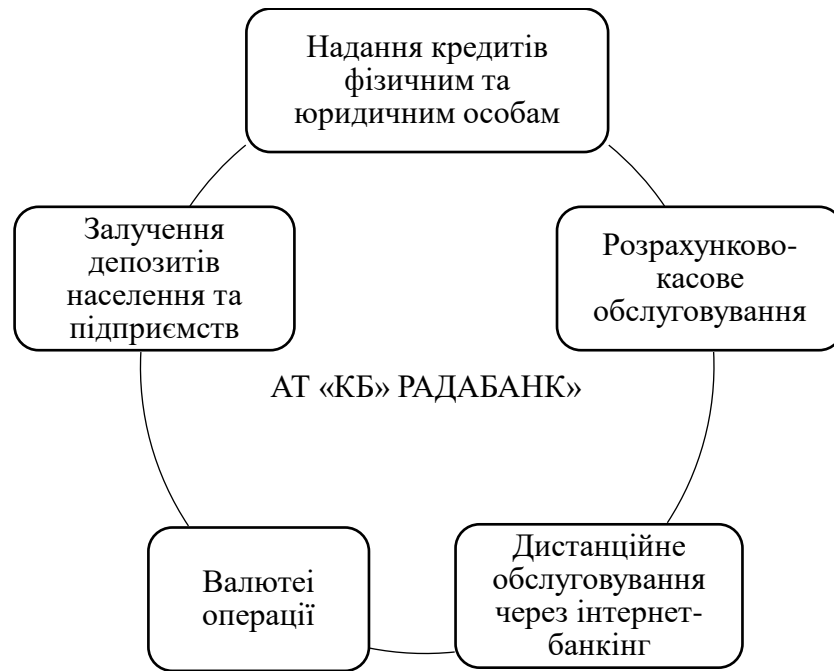 Надання кредитів
фізичним та
юридичним особам
Залучення
депозитів
населення та
підприємств
Розрахунково-
касове
обслуговування
АТ «КБ» РАДАБАНК»
Валютеі
операції
Дистанційне
обслуговування
через інтернет-
банкінг